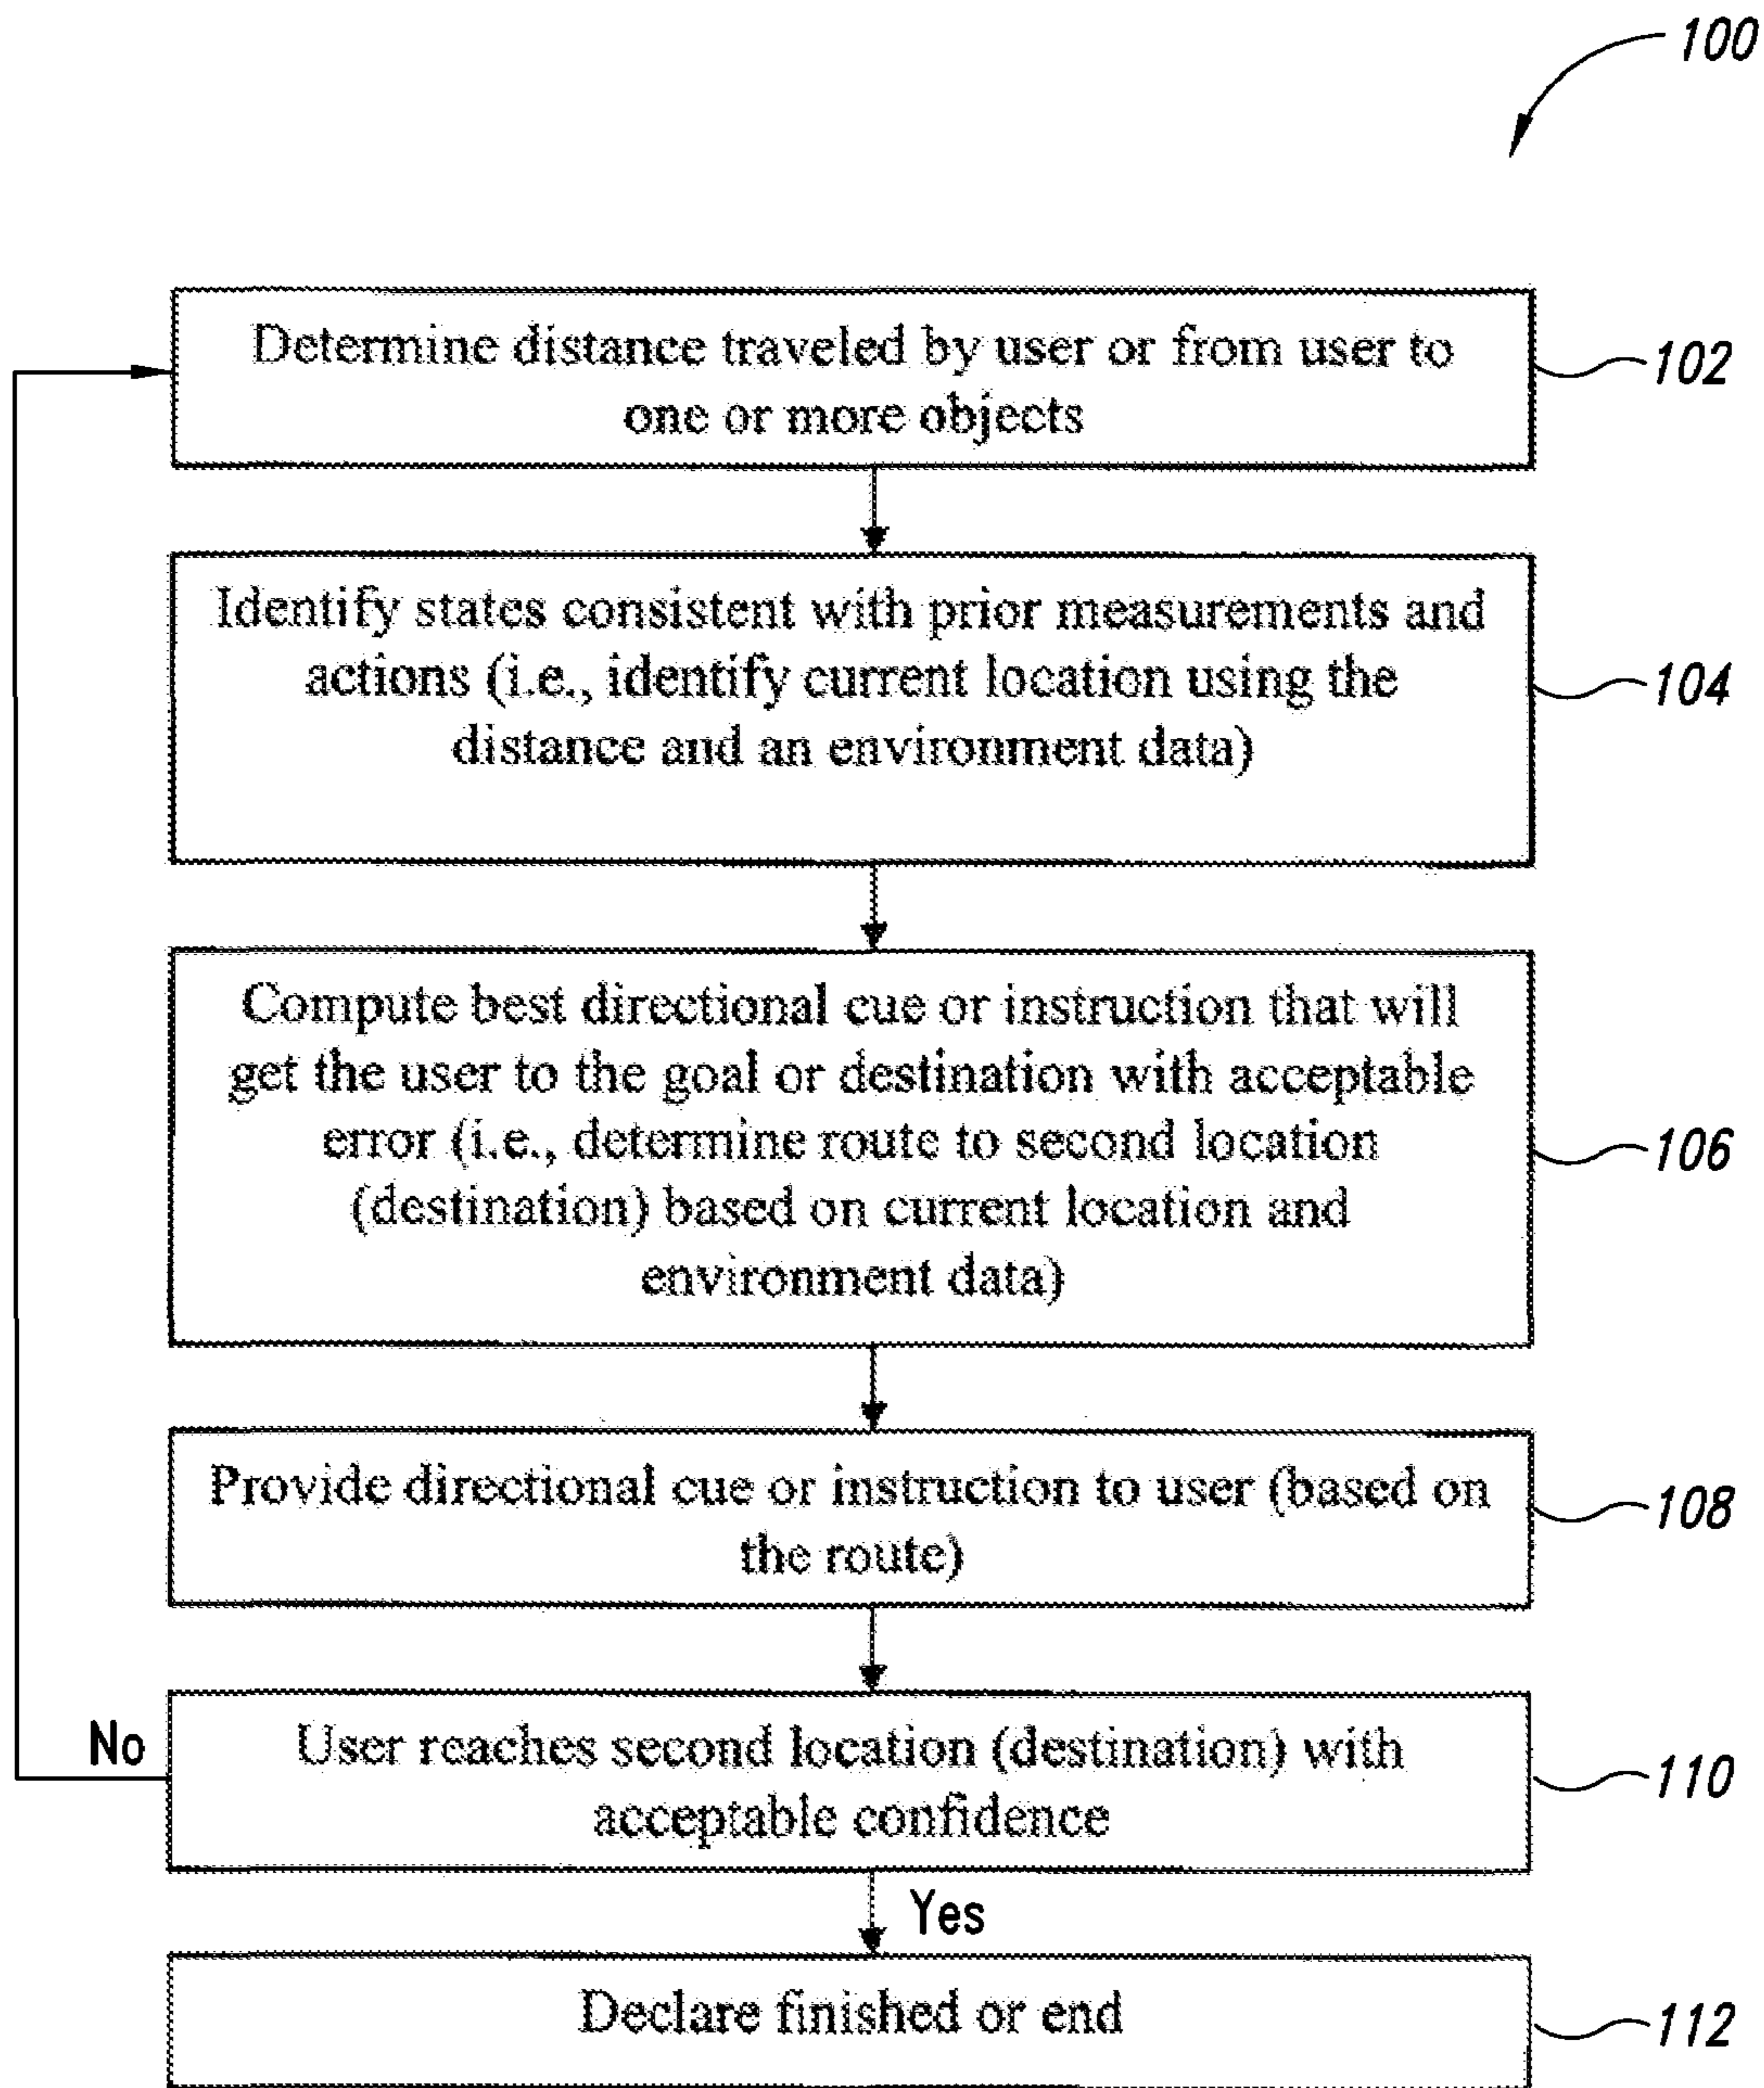 100
Determine distance traveled by user or from user to
one or more objects
102
Identify states consistent with prior measurements and
actions (i.e., identify current location using the
distance and an environment data)
104
Compute best directional cue or instruction that will
get the user to the goal or destination with acceptable
error (i.e., determine route to second location
(destination) based on current location and
environment data)
106
Provide directional cue or instruction to user (based on
the route)
108
No
User reaches second location (destination) with
acceptable confidence
110
Yes
Declare finished or end
112